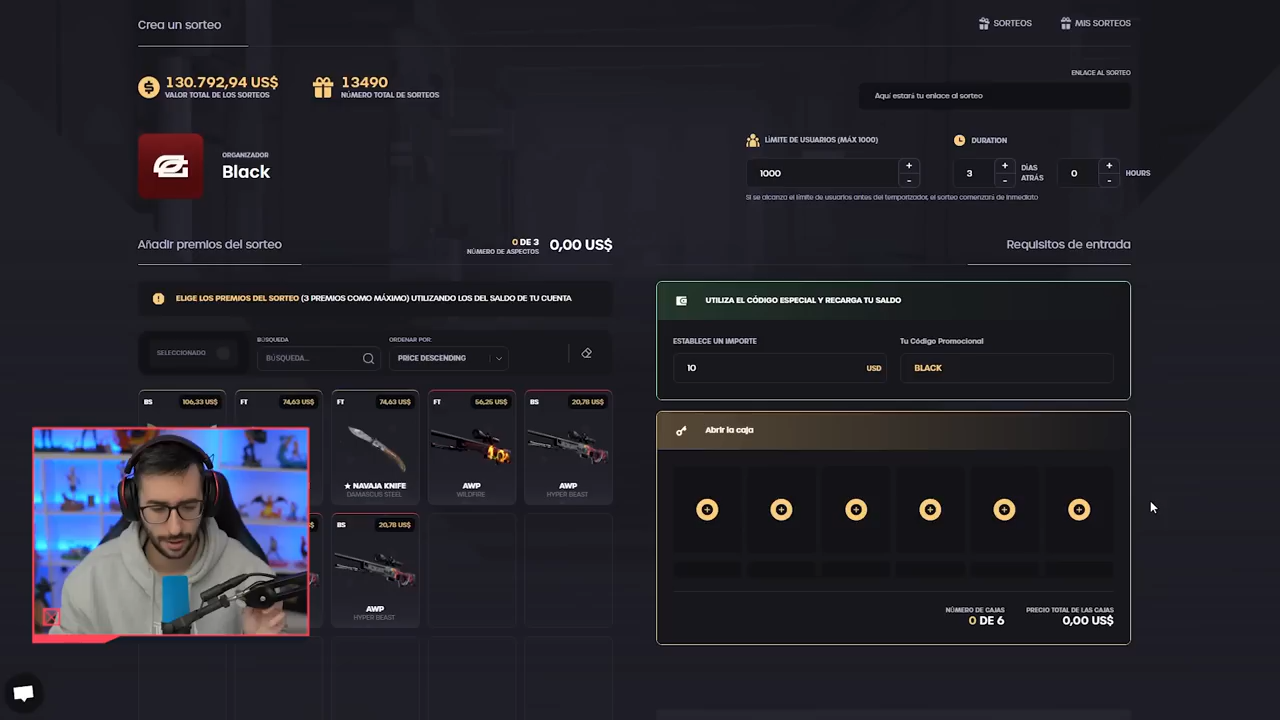 Crea un sorteo
SORTEOS
MIS SORTEOS
130.792,94 US$
VALOR TOTAL DE LOS SORTEOS
13490
NÚMERO TOTAL DE SORTEOS
ENLACE AL SORTEO
Aquí estará tu enlace al sorteo
ORGANIZADOR
Black
LÍMITE DE USUARIOS (MÁX 1000)
1000
+
-
DURATION
3
+
-
DÍAS
ATRÁS
0
+
-
HOURS
Si se alcanza el límite de usuarios antes del temporizador, el sorteo comenzará de inmediato
Añadir premios del sorteo
0 DE 3
NÚMERO DE ASPECTOS
0,00 US$
Requisitos de entrada
ELIGE LOS PREMIOS DEL SORTEO (3 PREMIOS COMO MÁXIMO) UTILIZANDO LOS DEL SALDO DE TU CUENTA
SELECCIONADO
BÚSQUEDA
BÚSQUEDA...
ORDENAR POR:
PRICE DESCENDING
UTILIZA EL CÓDIGO ESPECIAL Y RECARGA TU SALDO
ESTABLECE UN IMPORTE
10
USD
Tu Código Promocional
BLACK
BS
106,33 US$
FT
74,63 US$
FT
74,63 US$
★ NAVAJA KNIFE
DAMASCUS STEEL
FT
56,25 US$
AWP
WILDFIRE
BS
20,78 US$
AWP
HYPER BEAST
BS
20,78 US$
AWP
HYPER BEAST
Abrir la caja
NÚMERO DE CAJAS
0 DE 6
PRECIO TOTAL DE LAS CAJAS
0,00 US$